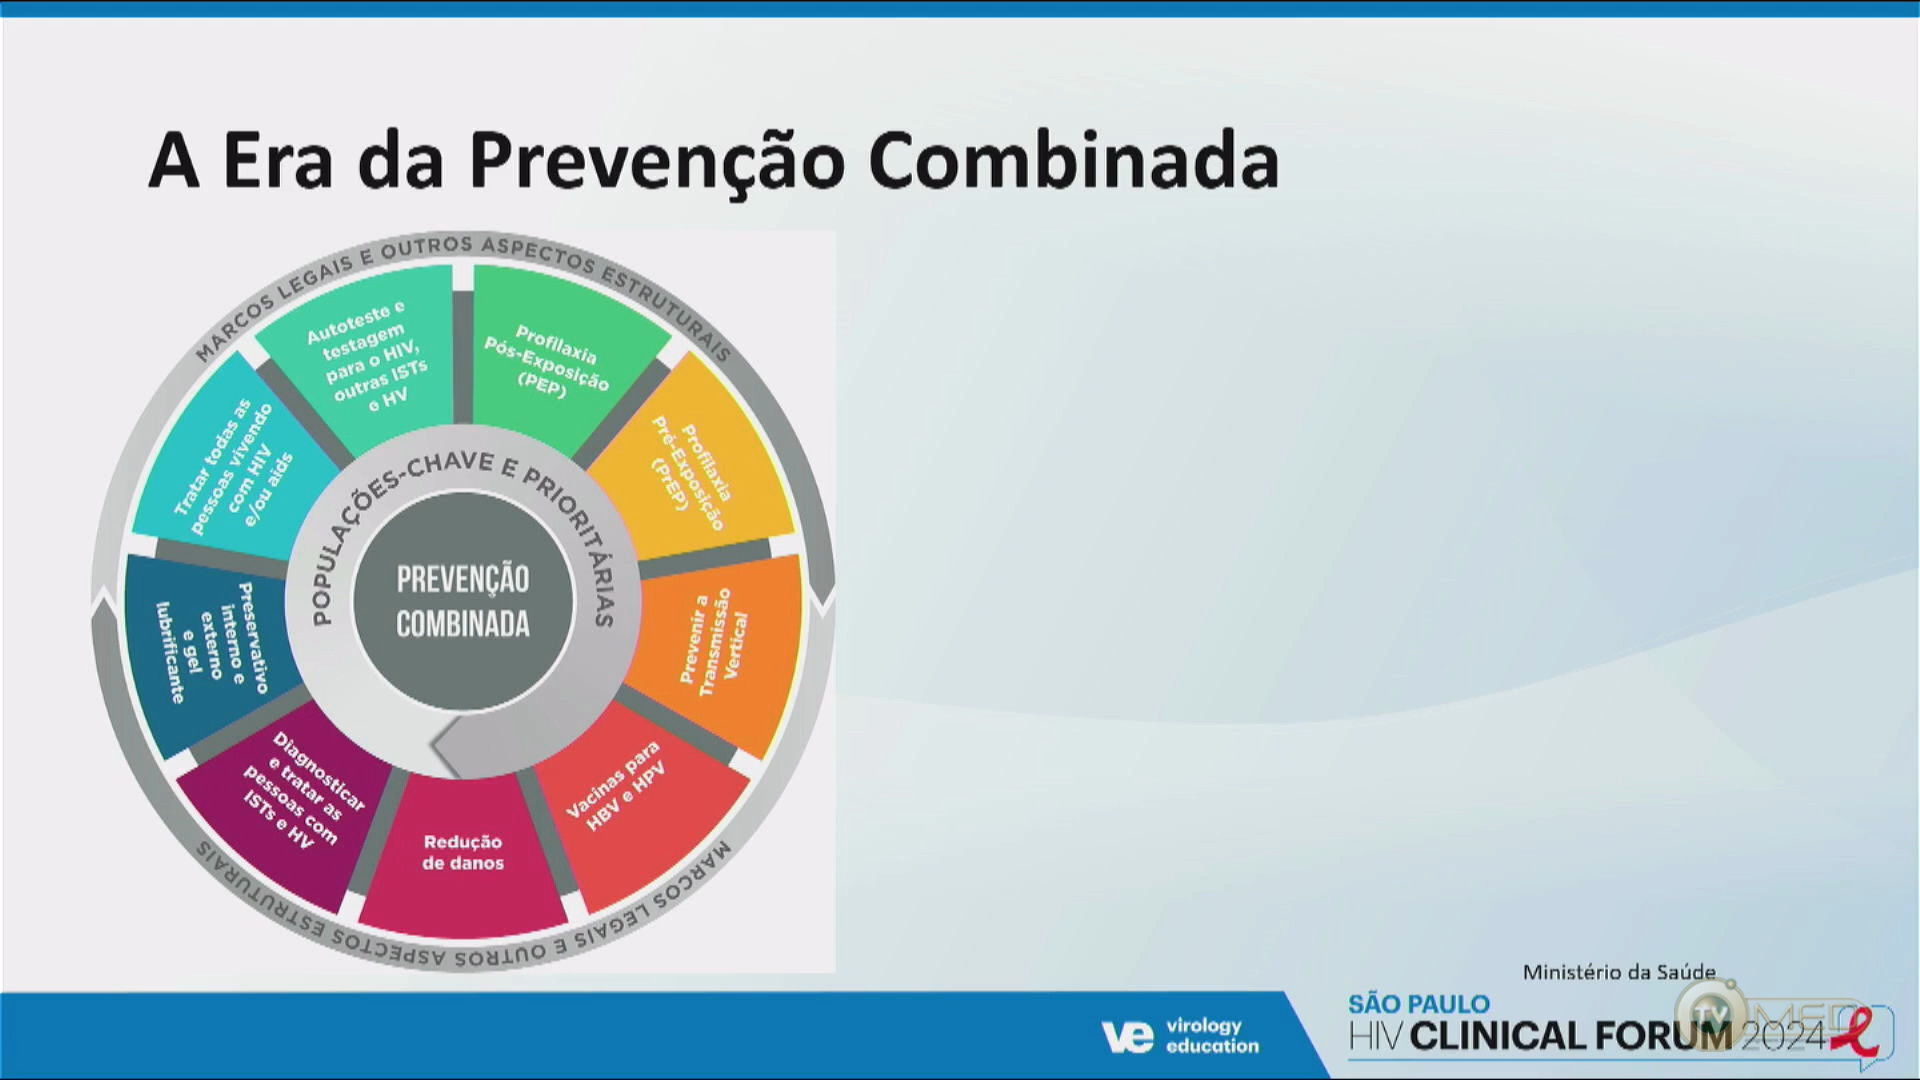 A Era da Prevenção Combinada
MARCOS LEGAIS E OUTROS ASPECTOS ESTRUTURAIS
Autoteste e
testagem
para o HIV,
outras ISTs
e HV
Profilaxia
Pós-Exposição
(PEP)
Profilaxia
Pré-Exposição
(PrEP)
Prevenir a
Transmissão
Vertical
Vacinas para
HBV e HPV
Redução
de danos
Diagnosticar
e tratar as
pessoas com
ISTs e HV
Preservativo
interno e
externo
e gel
lubrificante
Tratar todas as
pessoas vivendo
com HIV
e/ou aids
POPULAÇÕES-CHAVE E PRIORITÁRIAS
PREVENÇÃO
COMBINADA
MARCOS LEGAIS E OUTROS ASPECTOS ESTRUTURAIS
Ministério da Saúde
ve virology
education
SÃO PAULO
HIV CLINICAL FORUM 2024
TV MED